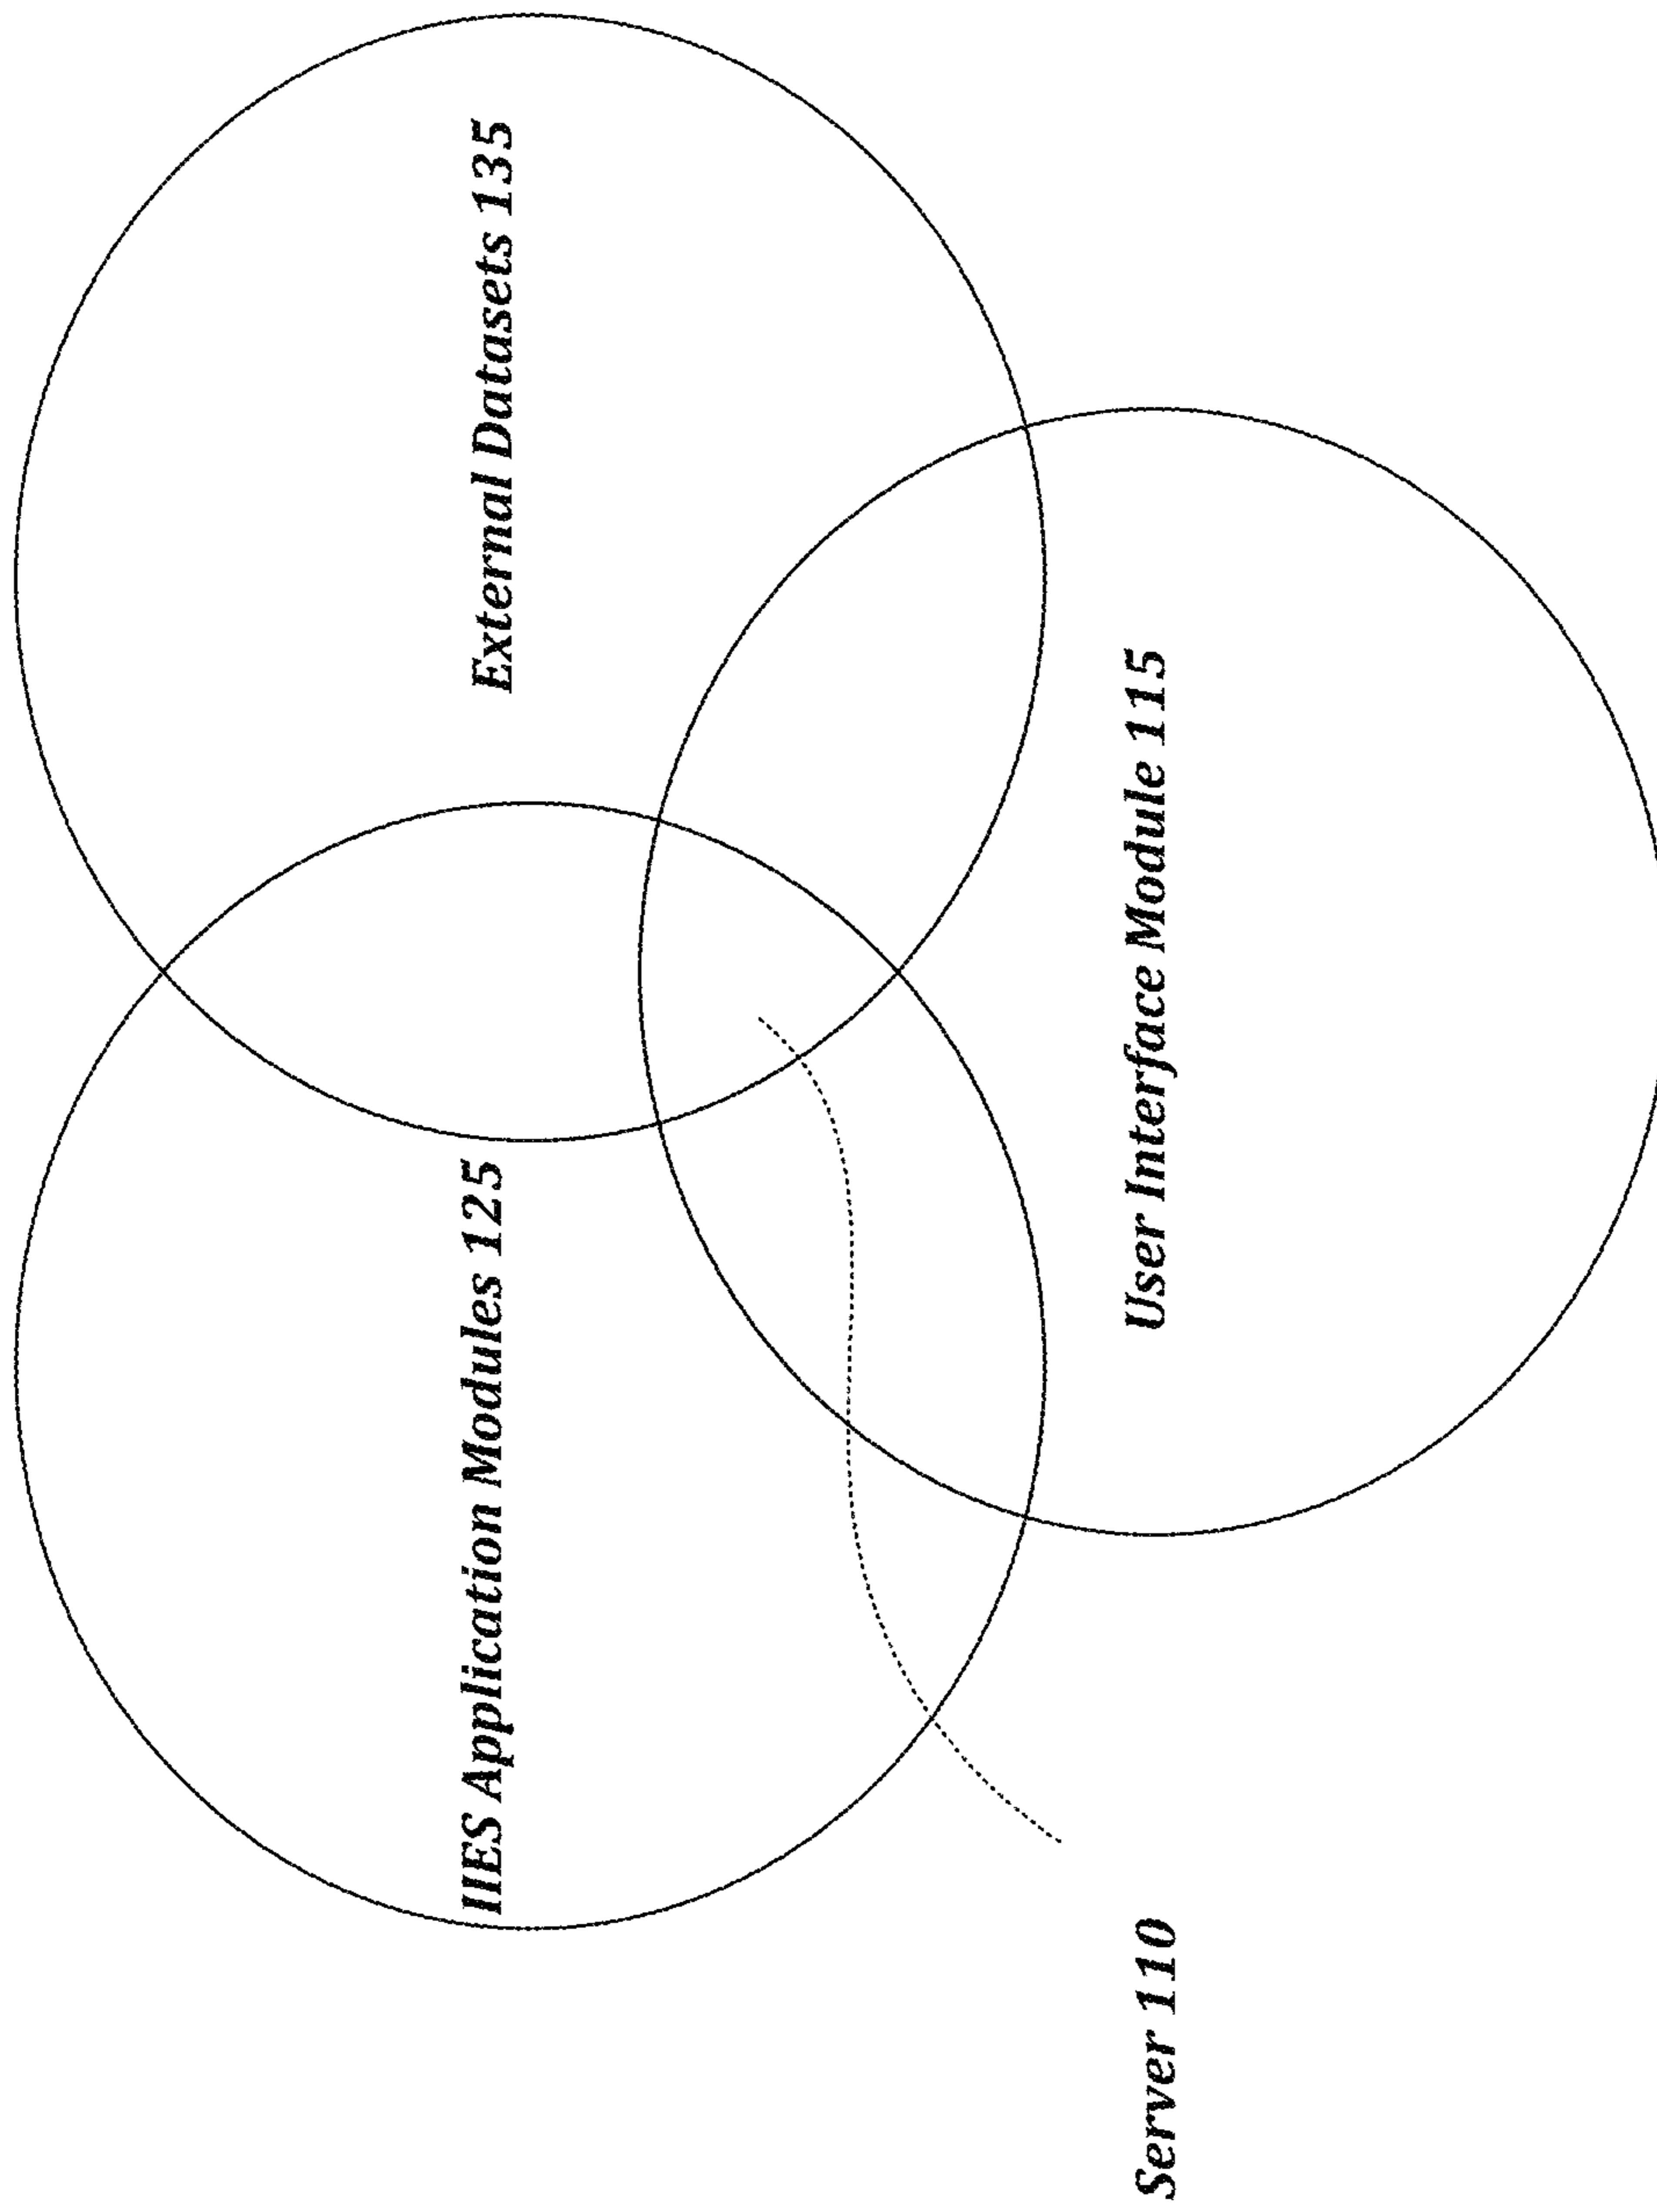 IIES Application Modules 125
External Datasets 135
User Interface Module 115
Server 110